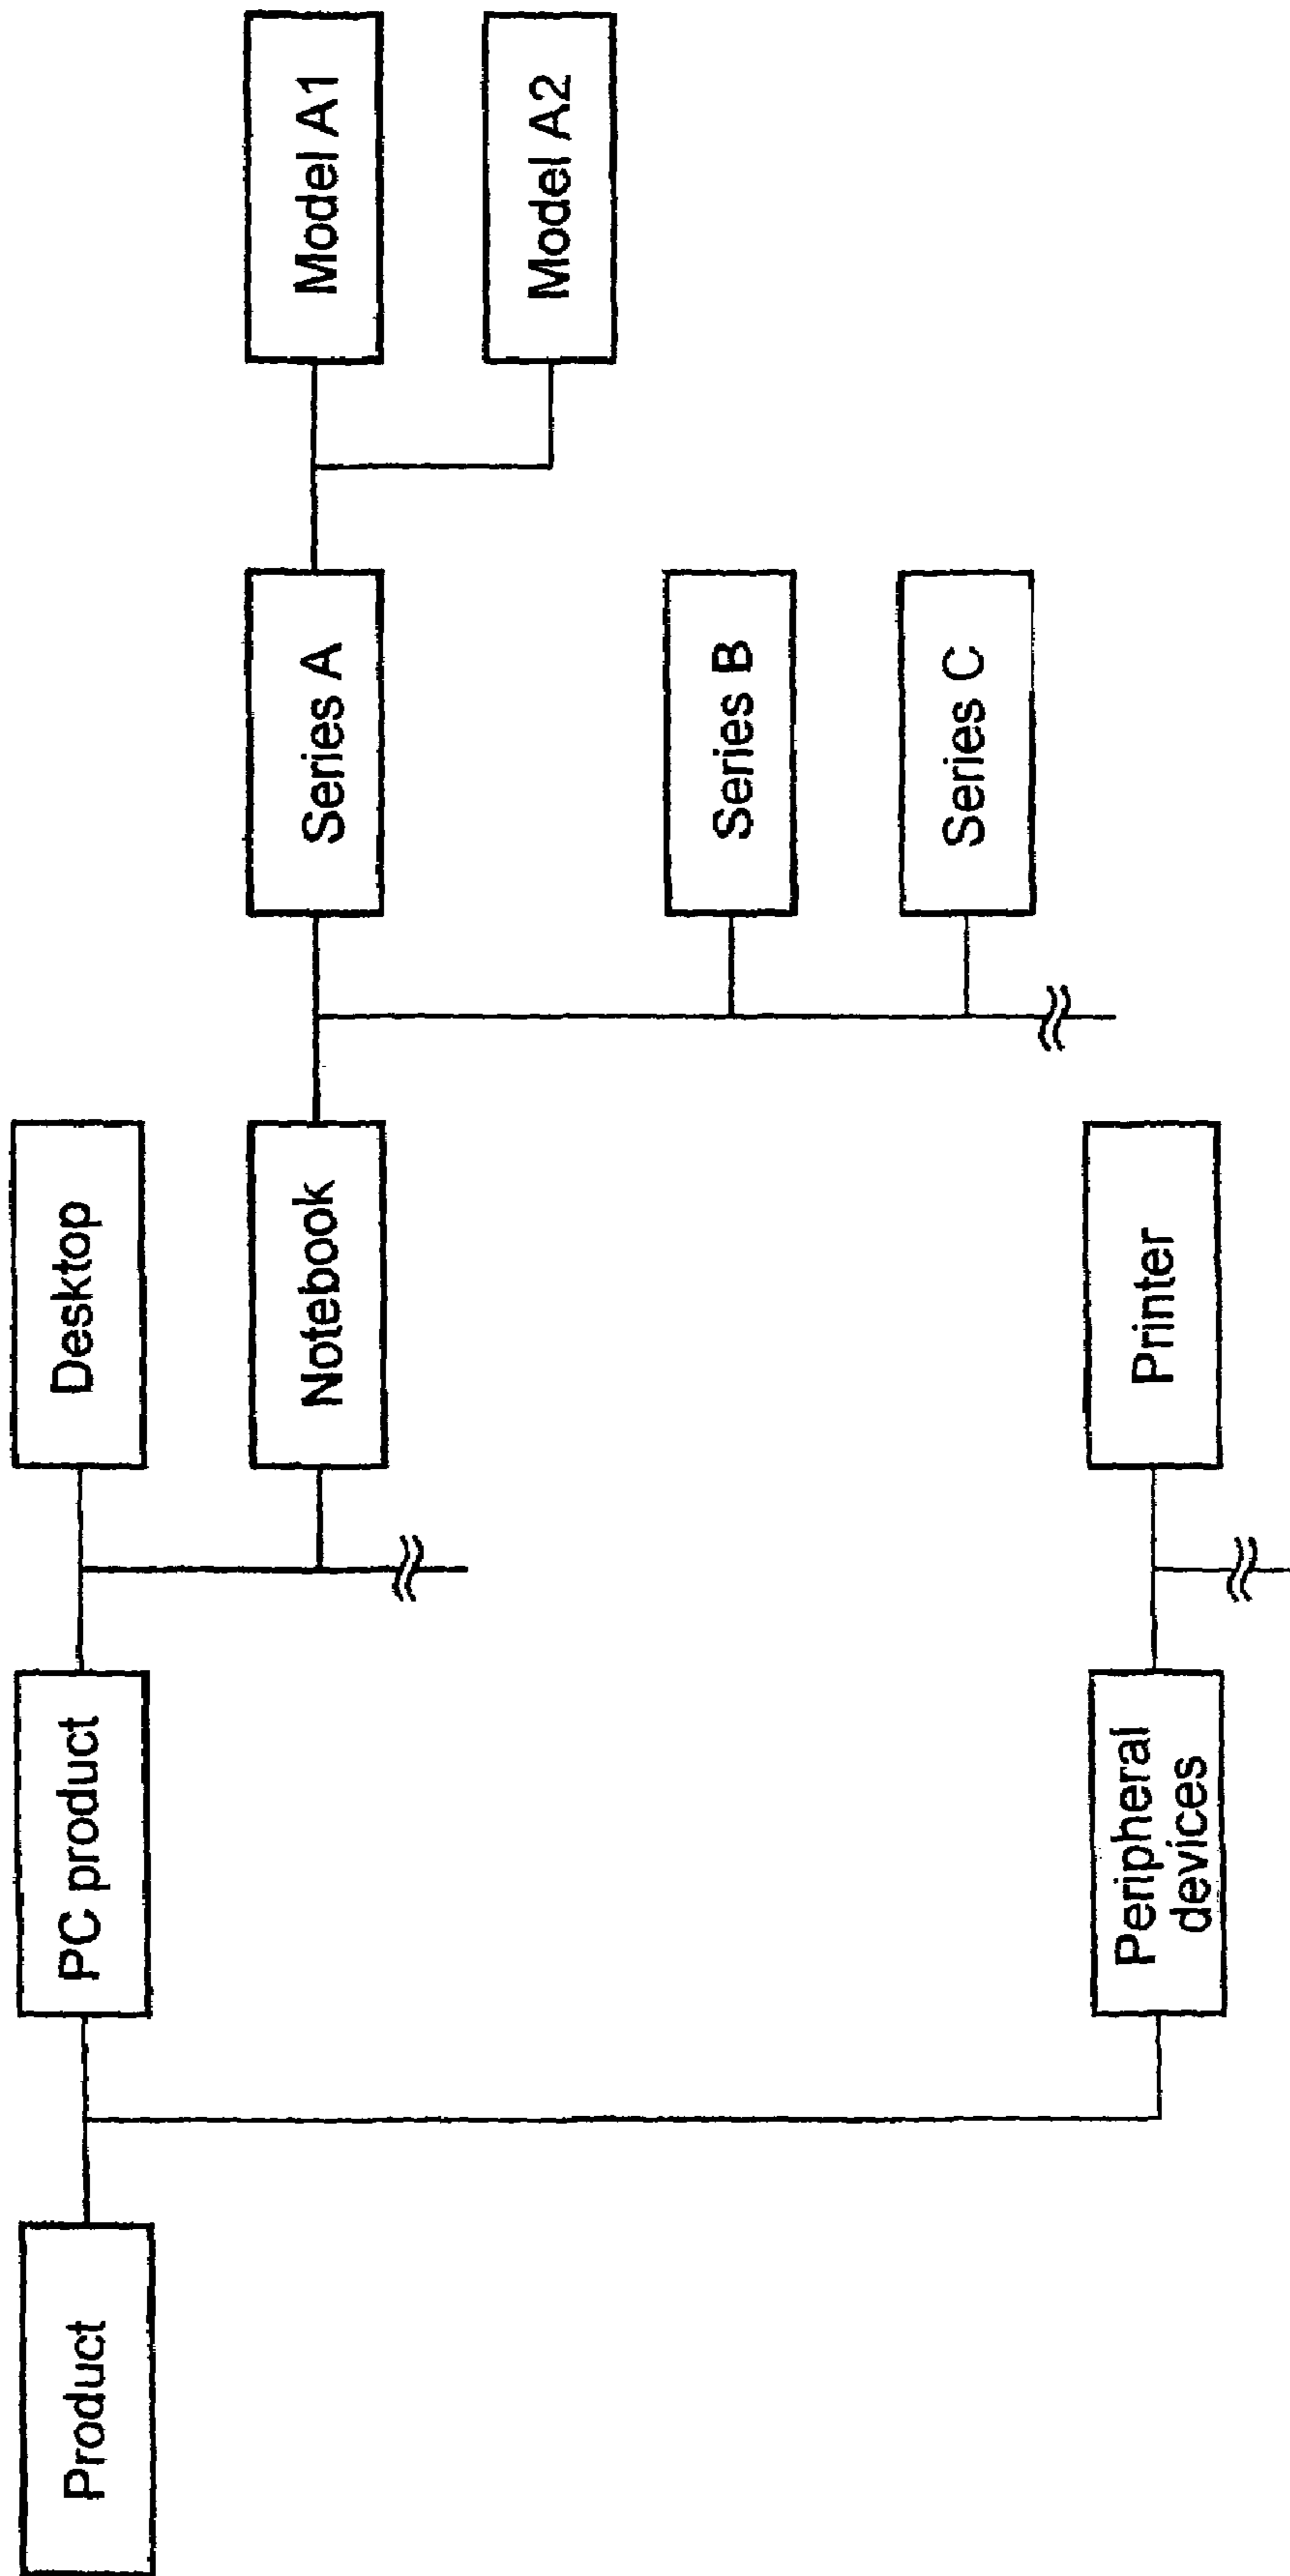 Product
PC product
Desktop
Notebook
Series A
Model A1
Model A2
Series B
Series C
Peripheral
devices
Printer